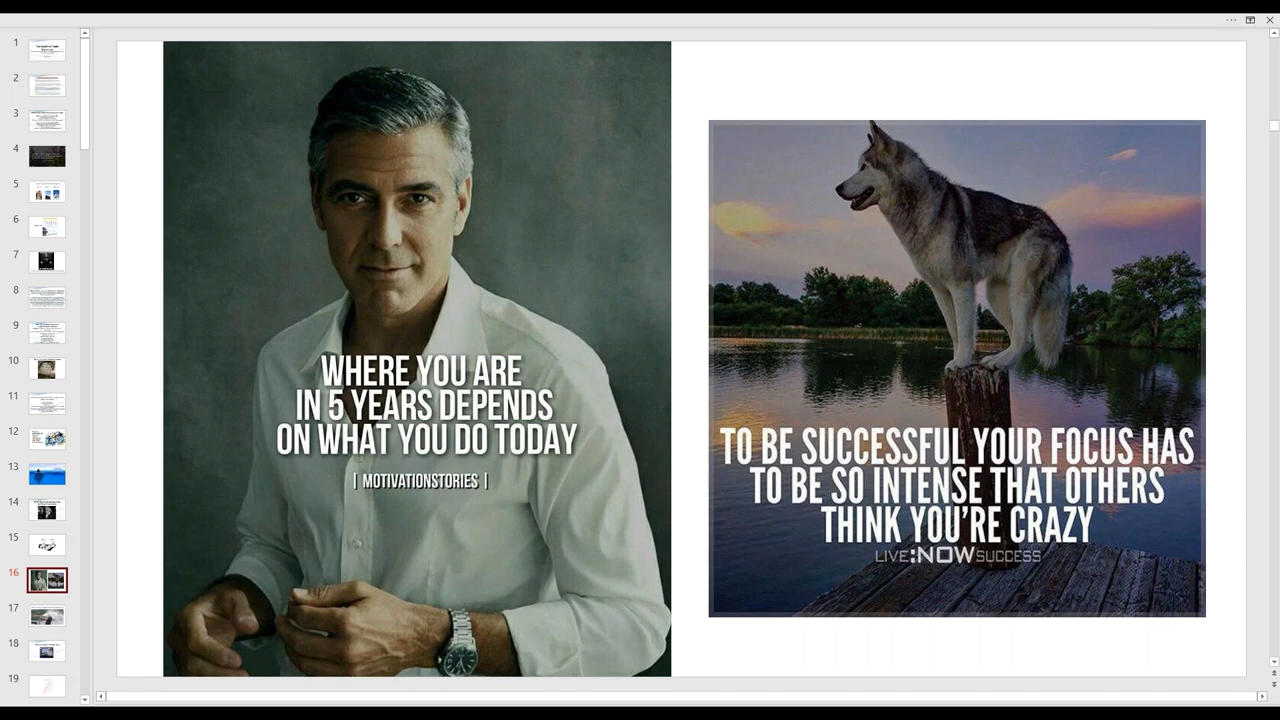 1
2
3
4
5
6
7
8
9
10
11
12
13
14
15
16
17
18
19
WHERE YOU ARE
IN 5 YEARS DEPENDS
ON WHAT YOU DO TODAY
| MOTIVATIONSTORIES |
TO BE SUCCESSFUL YOUR FOCUS HAS
TO BE SO INTENSE THAT OTHERS
THINK YOU'RE CRAZY
LIVE:NOWSUCCESS